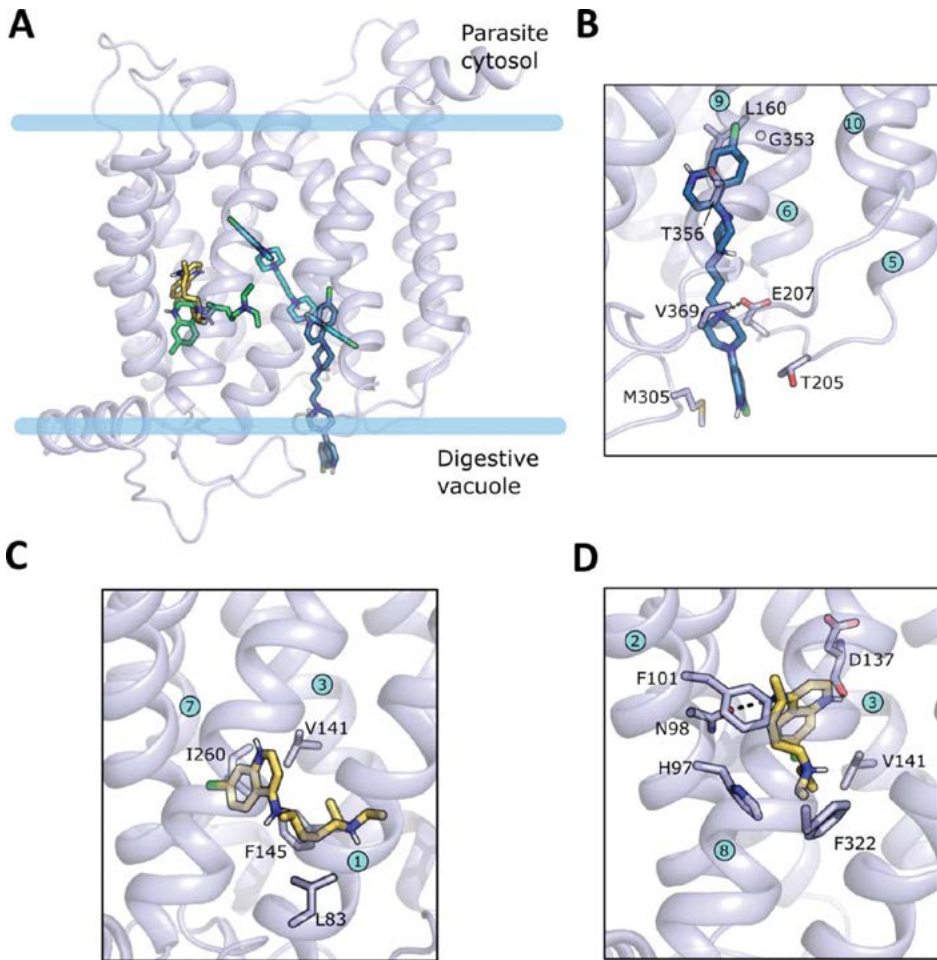 A
Parasite
cytosol
Digestive
vacuole
B
9
L160
10
G353
6
T356
5
V369
E207
T205
M305
C
3
7
V141
I260
F145
1
L83
D
2
D137
F101
3
N98
V141
H97
F322
8